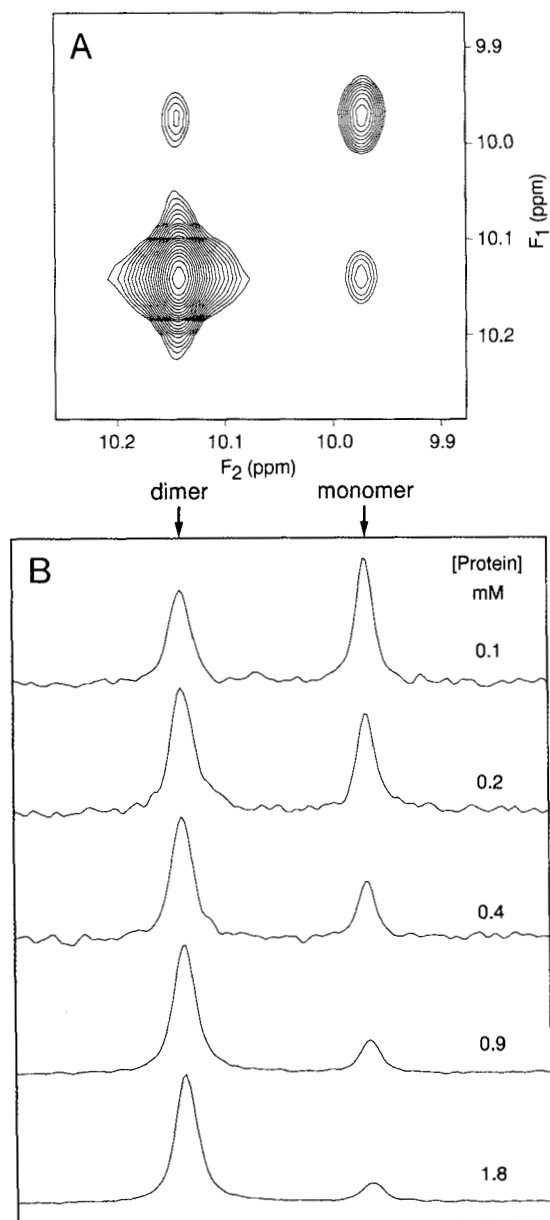 A
9.9
10.0
10.1
10.2
F1 (ppm)
10.2 10.1 10.0 9.9
F2 (ppm)
dimer monomer
B
[Protein]
mM
0.1
0.2
0.4
0.9
1.8